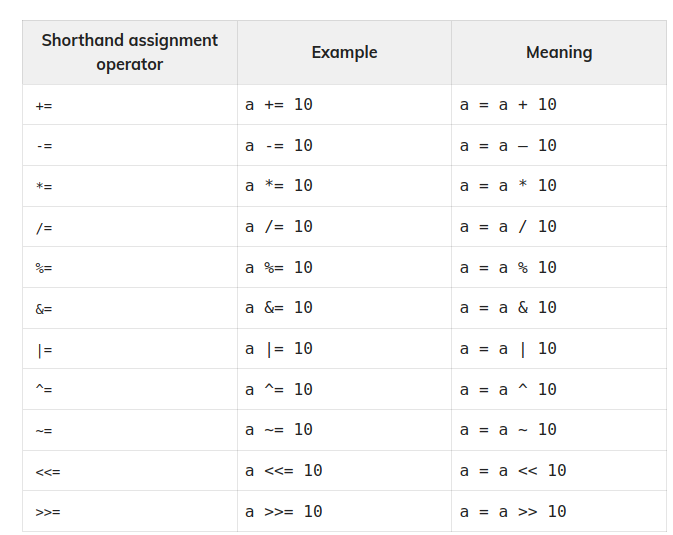 Shorthand assignment
operator
Example
Meaning
+= a += 10 a = a + 10
-= a -= 10 a = a – 10
*= a *= 10 a = a * 10
/= a /= 10 a = a / 10
%= a %= 10 a = a % 10
&= a &= 10 a = a & 10
|= a |= 10 a = a | 10
^= a ^= 10 a = a ^ 10
~= a ~= 10 a = a ~ 10
<<= a <<= 10 a = a << 10
>>= a >>= 10 a = a >> 10